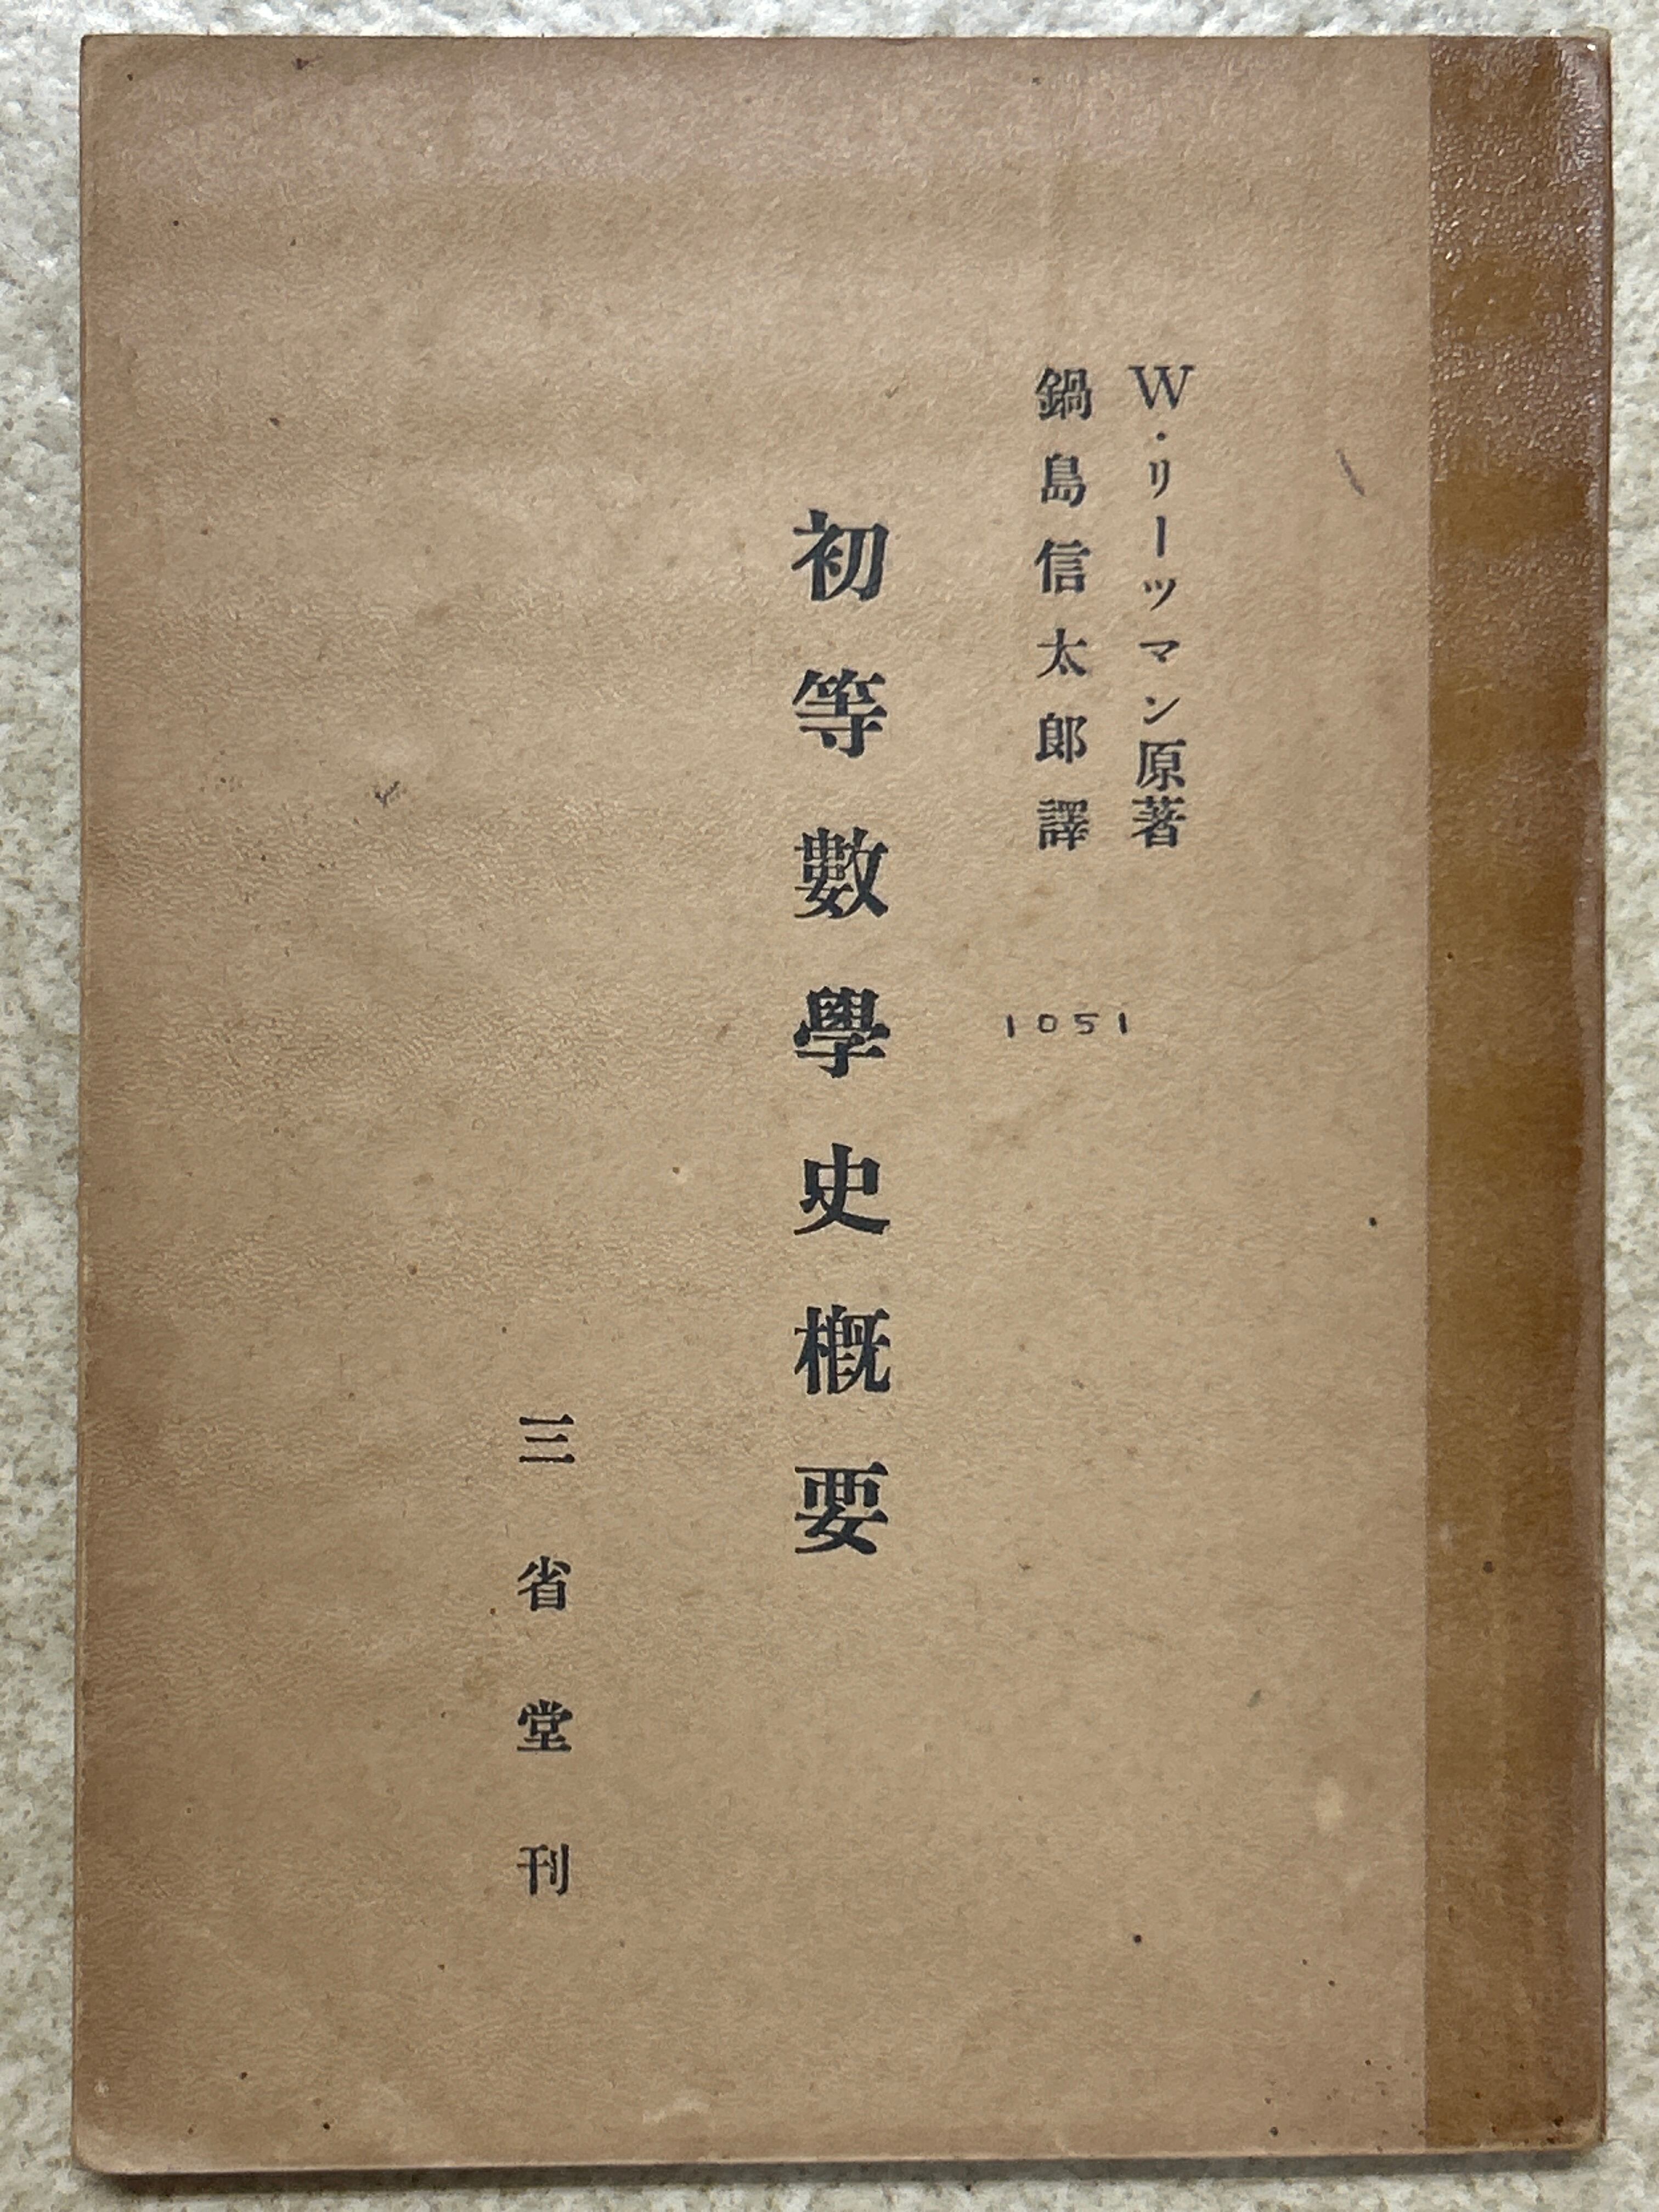 W・リーツマン原著
鍋島信太郎譯
1051
初等數學史概要
三省堂刊